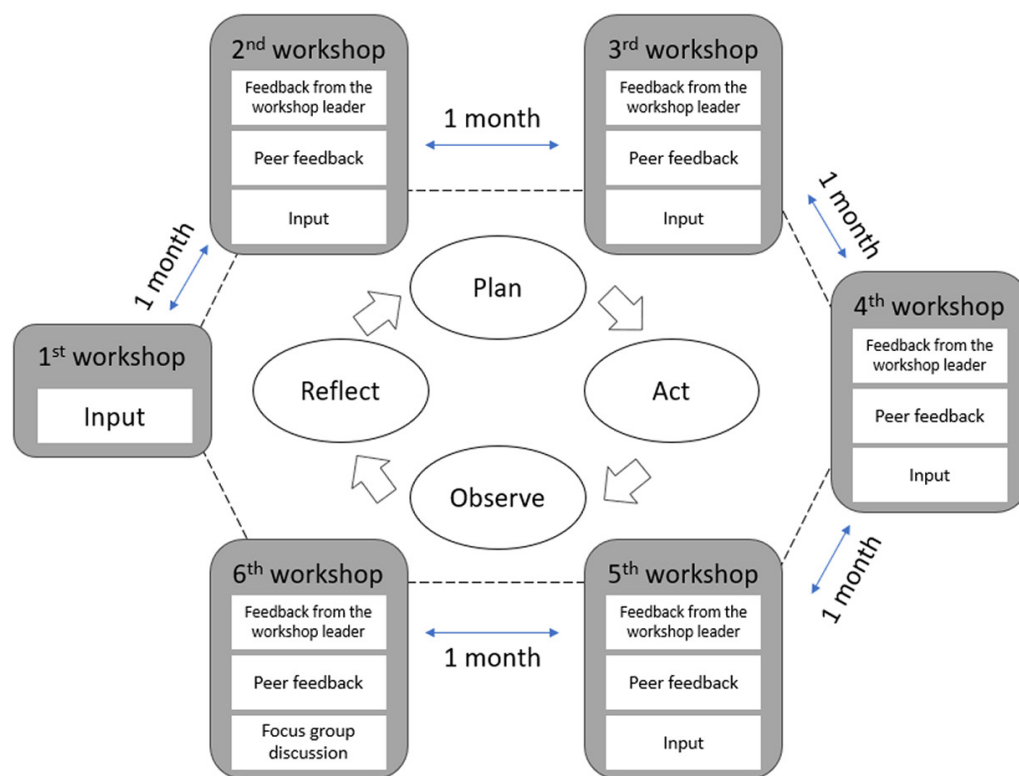 1st workshop
Input
1 month
2nd workshop
Feedback from the
workshop leader
Peer feedback
Input
1 month
3rd workshop
Feedback from the
workshop leader
Peer feedback
Input
1 month
4th workshop
Feedback from the
workshop leader
Peer feedback
Input
1 month
5th workshop
Feedback from the
workshop leader
Peer feedback
Input
1 month
6th workshop
Feedback from the
workshop leader
Peer feedback
Focus group
discussion
Plan
Act
Observe
Reflect